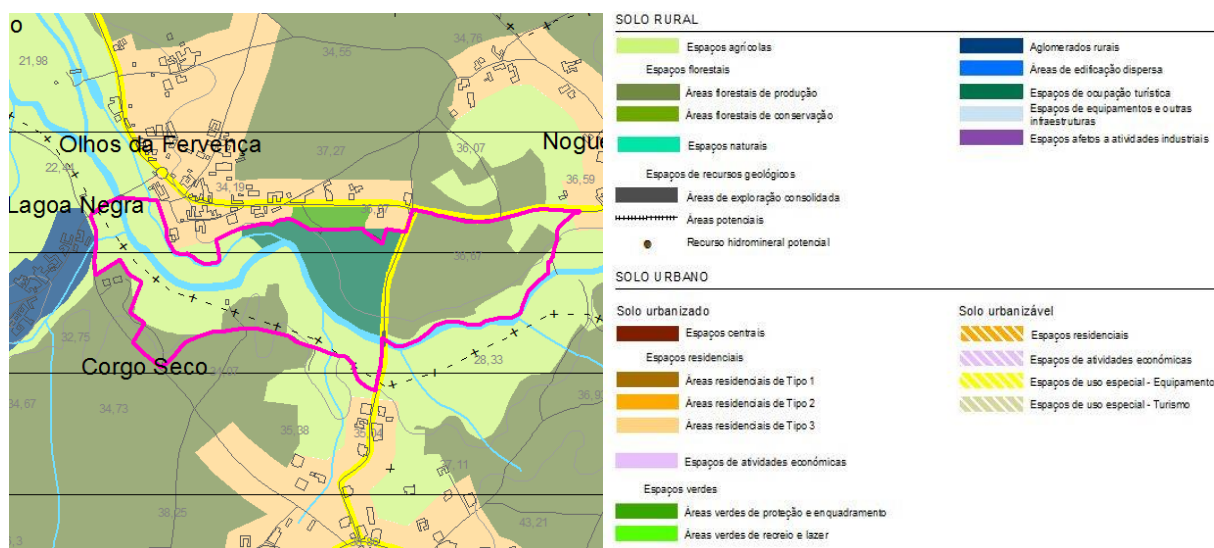 o
21,98
34,55
34,76
Olhos da Fervença
37,27
36,07
Nogue
22,44
34,19
36,59
Lagoa Negra
36,67
32,75
28,33
Corgo Seco
34,67
34,73
35,38
35,04
37,11
38,25
43,21
SOLO RURAL
Espaços agrícolas
Espaços florestais
Áreas florestais de produção
Áreas florestais de conservação
Espaços naturais
Espaços de recursos geológicos
Áreas de exploração consolidada
Áreas potenciais
Recurso hidromineral potencial
Aglomerados rurais
Áreas de edificação dispersa
Espaços de ocupação turística
Espaços de equipamentos e outras
infraestruturas
Espaços afetos a atividades industriais
SOLO URBANO
Solo urbanizado
Espaços centrais
Espaços residenciais
Áreas residenciais de Tipo 1
Áreas residenciais de Tipo 2
Áreas residenciais de Tipo 3
Espaços de atividades económicas
Espaços verdes
Áreas verdes de proteção e enquadramento
Áreas verdes de recreio e lazer
Solo urbanizável
Espaços residenciais
Espaços de atividades económicas
Espaços de uso especial - Equipamento
Espaços de uso especial - Turismo